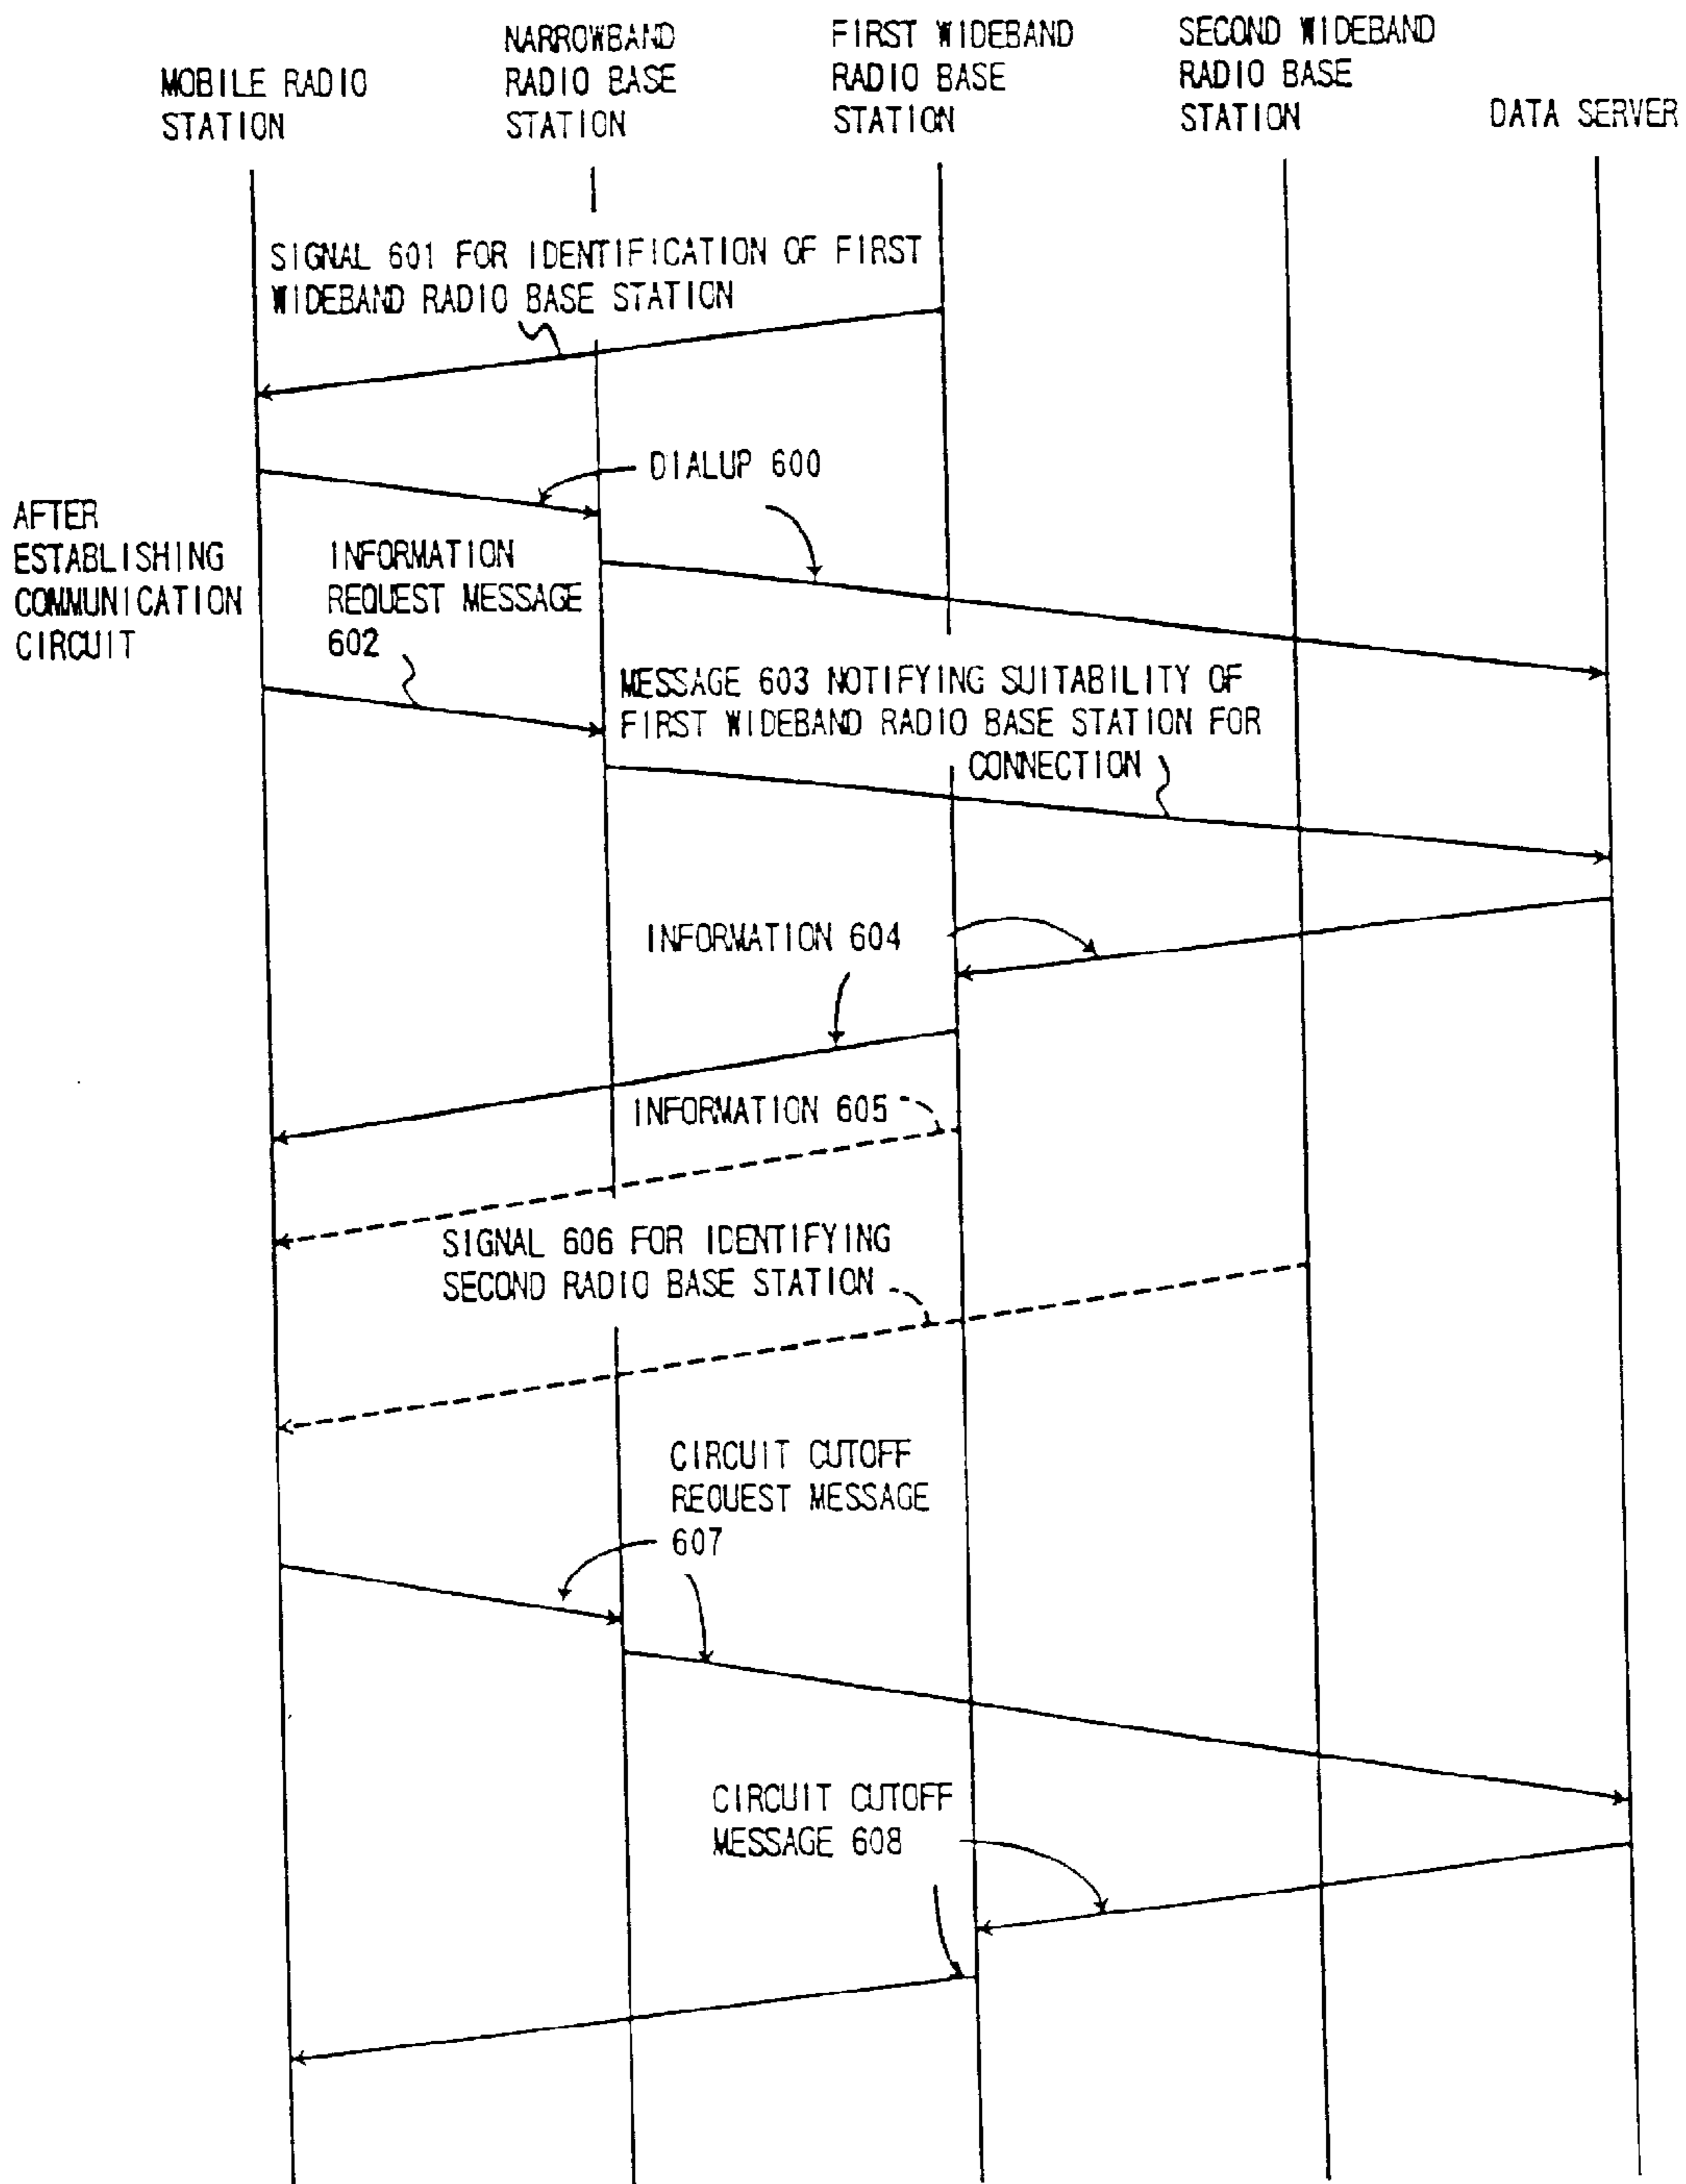 MOBILE RADIO
STATION
NARROWBAND
RADIO BASE
STATION
FIRST WIDEBAND
RADIO BASE
STATION
SECOND WIDEBAND
RADIO BASE
STATION
DATA SERVER
SIGNAL 601 FOR IDENTIFICATION OF FIRST
WIDEBAND RADIO BASE STATION
DIALUP 600
AFTER
ESTABLISHING
COMMUNICATION
CIRCUIT
INFORMATION
REQUEST MESSAGE
602
MESSAGE 603 NOTIFYING SUITABILITY OF
FIRST WIDEBAND RADIO BASE STATION FOR
CONNECTION
INFORMATION 604
INFORMATION 605
SIGNAL 606 FOR IDENTIFYING
SECOND RADIO BASE STATION
CIRCUIT CUTOFF
REQUEST MESSAGE
607
CIRCUIT CUTOFF
MESSAGE 608